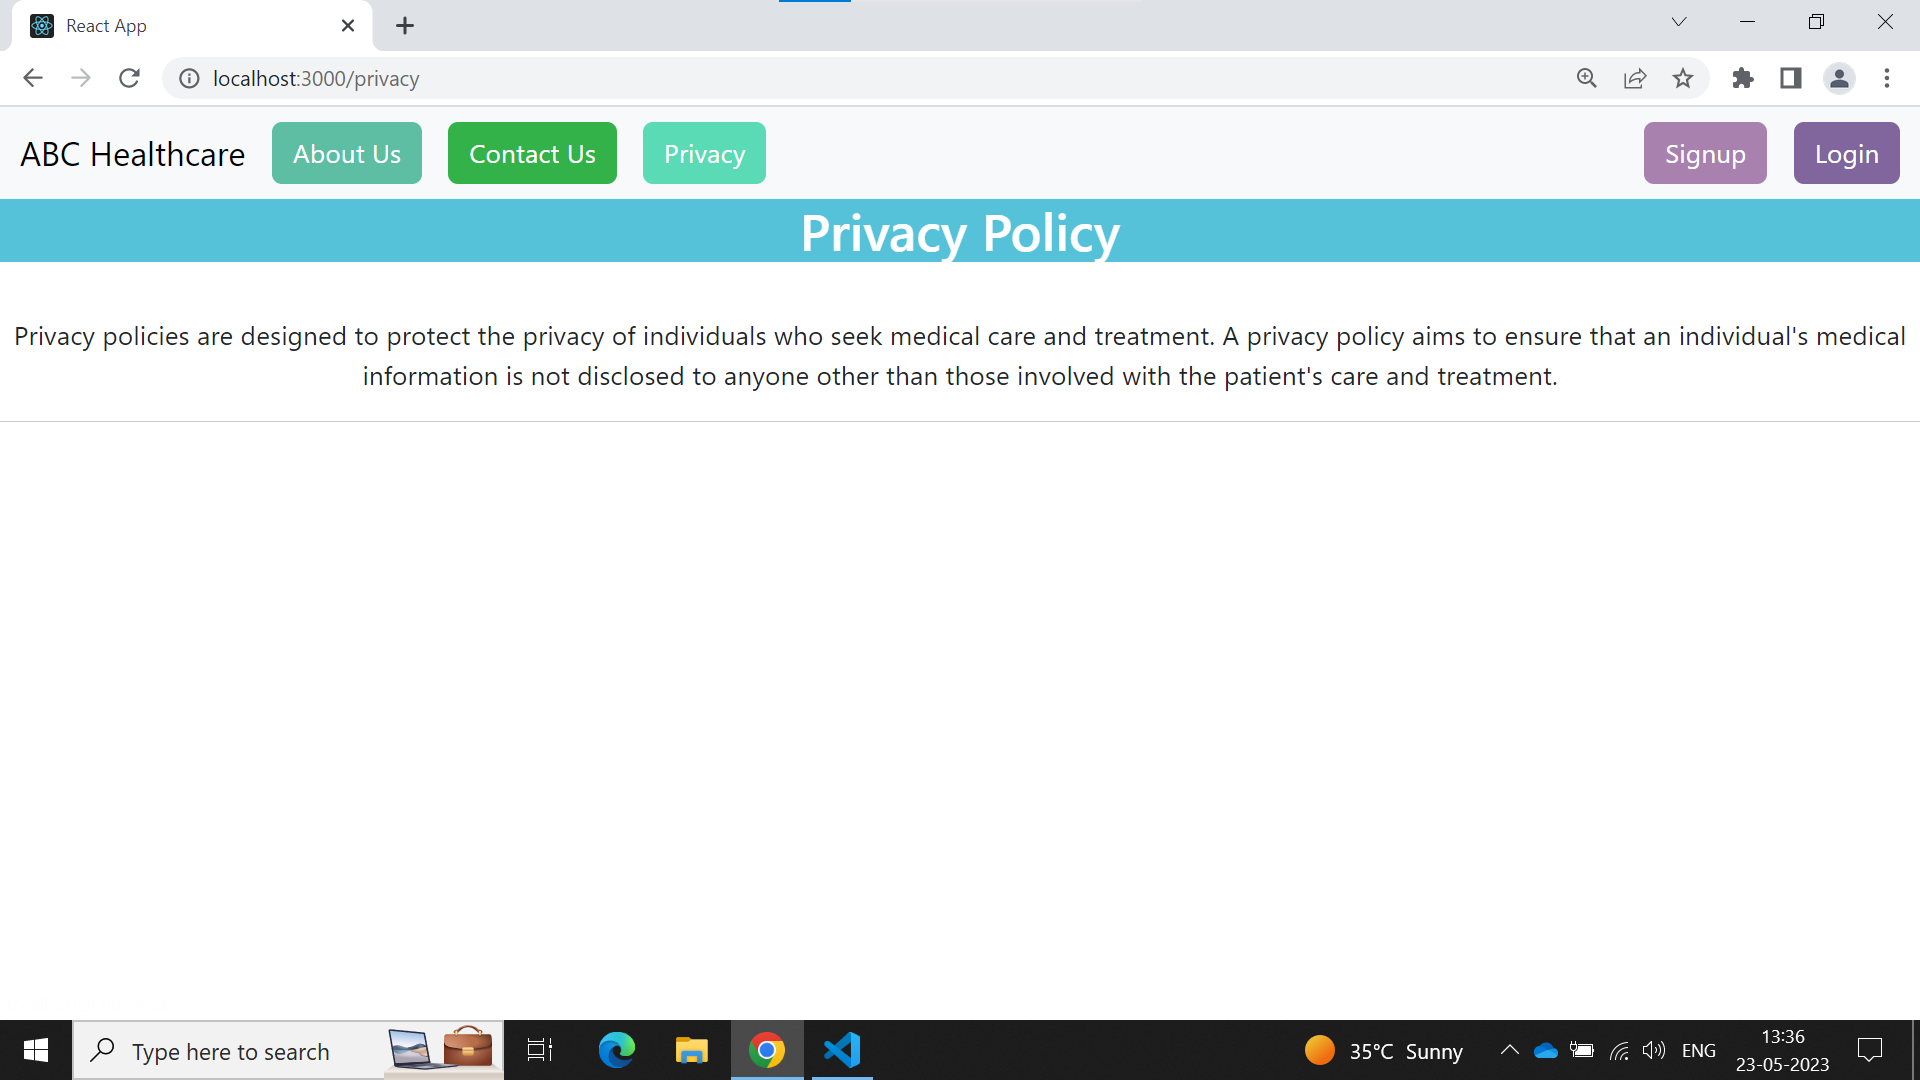 React App
localhost:3000/privacy
ABC Healthcare About Us Contact Us Privacy Signup Login
Privacy Policy
Privacy policies are designed to protect the privacy of individuals who seek medical care and treatment. A privacy policy aims to ensure that an individual's medical
information is not disclosed to anyone other than those involved with the patient's care and treatment.
Type here to search
35°C Sunny
ENG
13:36
23-05-2023